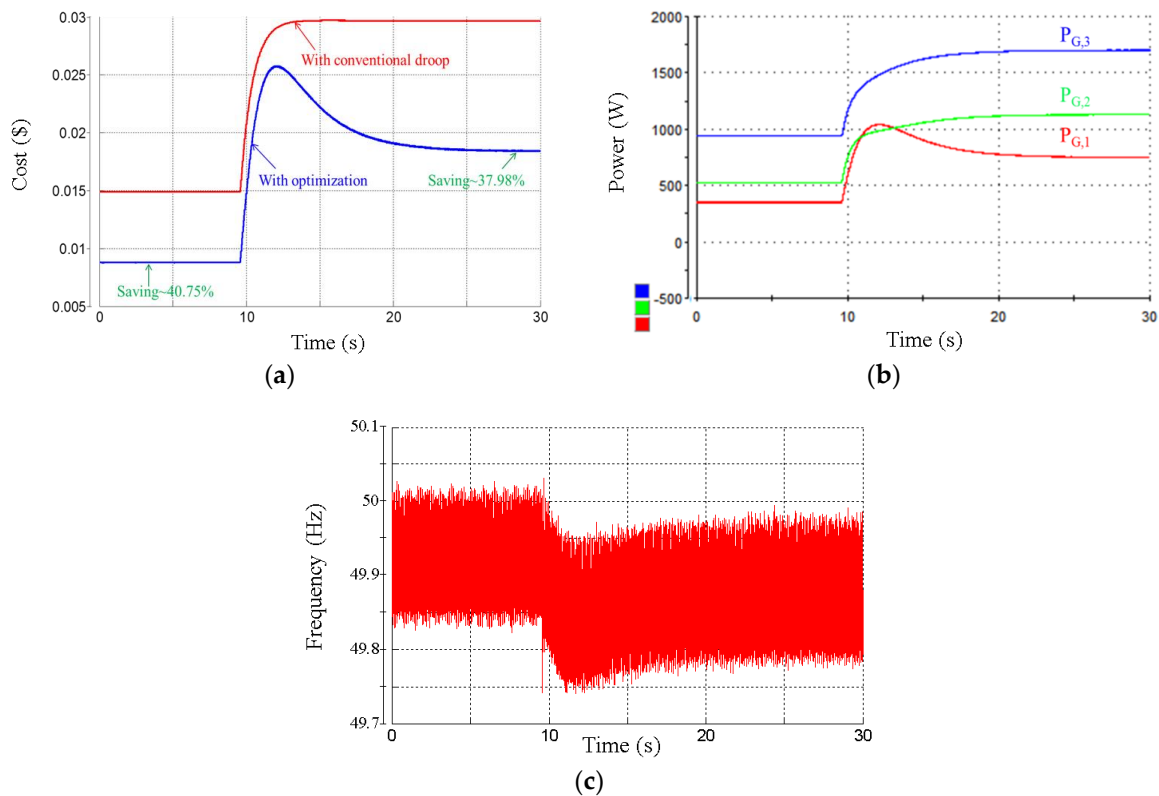 0.03
0.025
0.02
0.015
0.01
0.005
Cost ($)
With conventional droop
With optimization
Saving~37.98%
Saving~40.75%
0
10
20
30
Time (s)
(a)
2000
1500
1000
500
0
-500
Power (W)
P_G,3
P_G,2
P_G,1
0
10
20
30
Time (s)
(b)
50.1
50
49.9
49.8
49.7
Frequency (Hz)
0
10
20
30
Time (s)
(c)